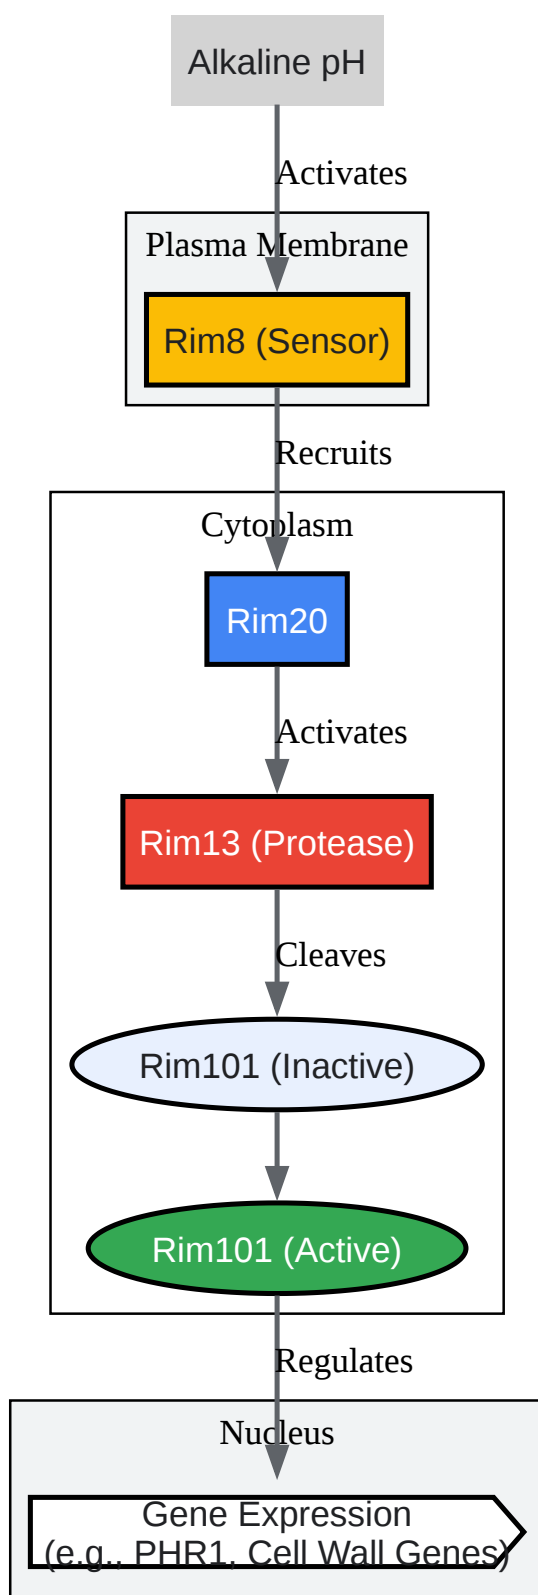 Alkaline pH
Activates
Plasma Membrane
Rim8 (Sensor)
Recruits
Cytoplasm
Rim20
Activates
Rim13 (Protease)
Cleaves
Rim101 (Inactive)
Rim101 (Active)
Regulates
Nucleus
Gene Expression
(e.g., PHR1, Cell Wall Genes)